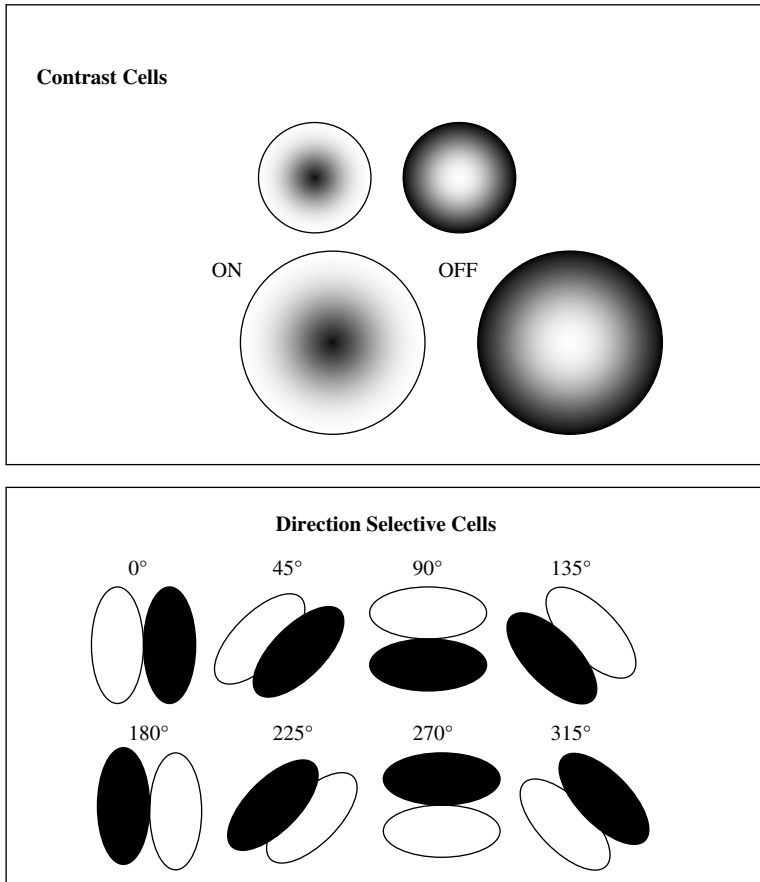 Contrast Cells
ON OFF
Direction Selective Cells
0° 45° 90° 135°
180° 225° 270° 315°